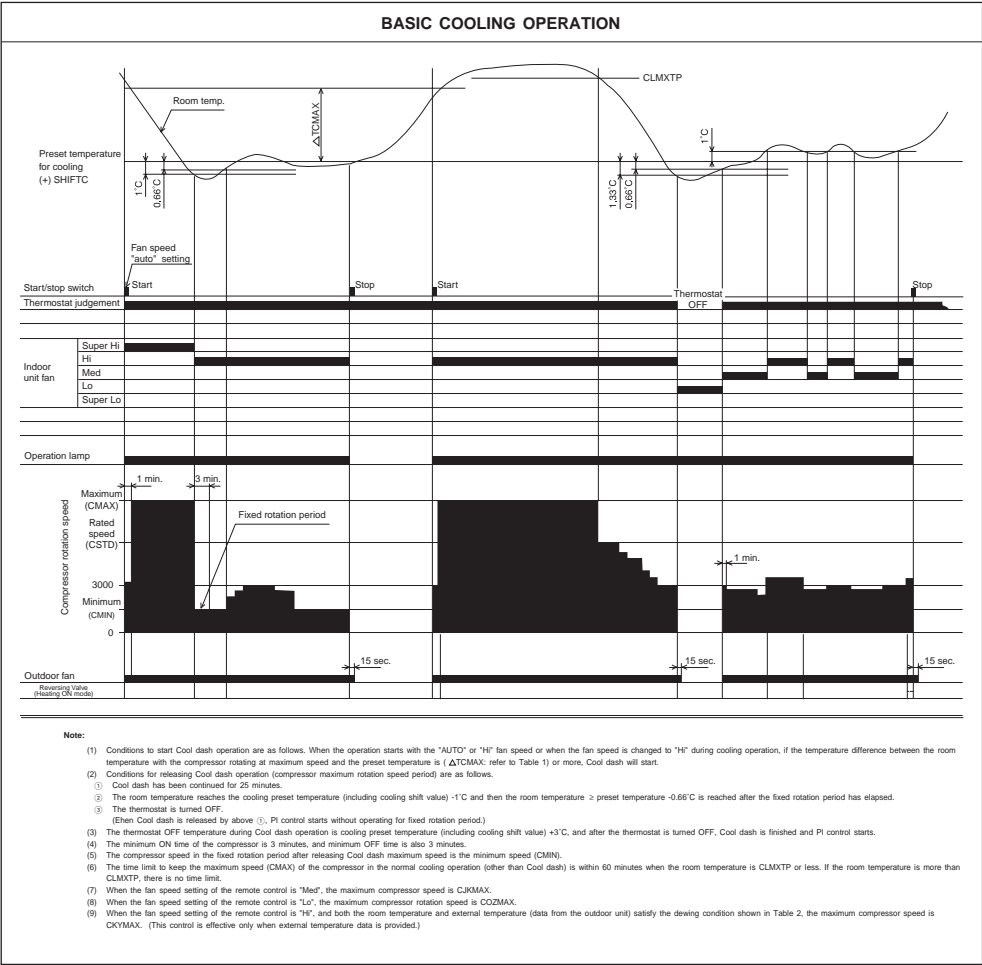 BASIC COOLING OPERATION
CLMXTP
Room temp.
△TCMAX
1˚C
Preset temperature
for cooling
(+) SHIFTC
1˚C
0.66˚C
1.33˚C
0.66˚C
Fan speed
"auto" setting
Start/stop switch
Start
Stop
Start
Stop
Thermostat judgement
Thermostat
OFF
Indoor
unit fan
Super Hi
Hi
Med
Lo
Super Lo
Operation lamp
Compressor rotation speed
Maximum
(CMAX)
Rated
speed
(CSTD)
3000
Minimum
(CMIN)
0
1 min.
3 min.
Fixed rotation period
1 min.
Outdoor fan
15 sec.
15 sec.
15 sec.
Reversing Valve
(Heating ON mode)
Note:
(1) Conditions to start Cool dash operation are as follows. When the operation starts with the "AUTO" or "Hi" fan speed or when the fan speed is changed to "Hi" during cooling operation, if the temperature difference between the room
temperature with the compressor rotating at maximum speed and the preset temperature is ( △TCMAX: refer to Table 1) or more, Cool dash will start.
(2) Conditions for releasing Cool dash operation (compressor maximum rotation speed period) are as follows.
① Cool dash has been continued for 25 minutes.
② The room temperature reaches the cooling preset temperature (including cooling shift value) -1˚C and then the room temperature ≥ preset temperature -0.66˚C is reached after the fixed rotation period has elapsed.
③ The thermostat is turned OFF.
(Ehen Cool dash is released by above ①, PI control starts without operating for fixed rotation period.)
(3) The thermostat OFF temperature during Cool dash operation is cooling preset temperature (including cooling shift value) +3˚C, and after the thermostat is turned OFF, Cool dash is finished and PI control starts.
(4) The minimum ON time of the compressor is 3 minutes, and minimum OFF time is also 3 minutes.
(5) The compressor speed in the fixed rotation period after releasing Cool dash maximum speed is the minimum speed (CMIN).
(6) The time limit to keep the maximum speed (CMAX) of the compressor in the normal cooling operation (other than Cool dash) is within 60 minutes when the room temperature is CLMXTP or less. If the room temperature is more than
CLMXTP, there is no time limit.
(7) When the fan speed setting of the remote control is "Med", the maximum compressor speed is CJKMAX.
(8) When the fan speed setting of the remote control is "Lo", the maximum compressor rotation speed is COZMAX.
(9) When the fan speed setting of the remote control is "Hi", and both the room temperature and external temperature (data from the outdoor unit) satisfy the dewing condition shown in Table 2, the maximum compressor speed is
CKYMAX. (This control is effective only when external temperature data is provided.)